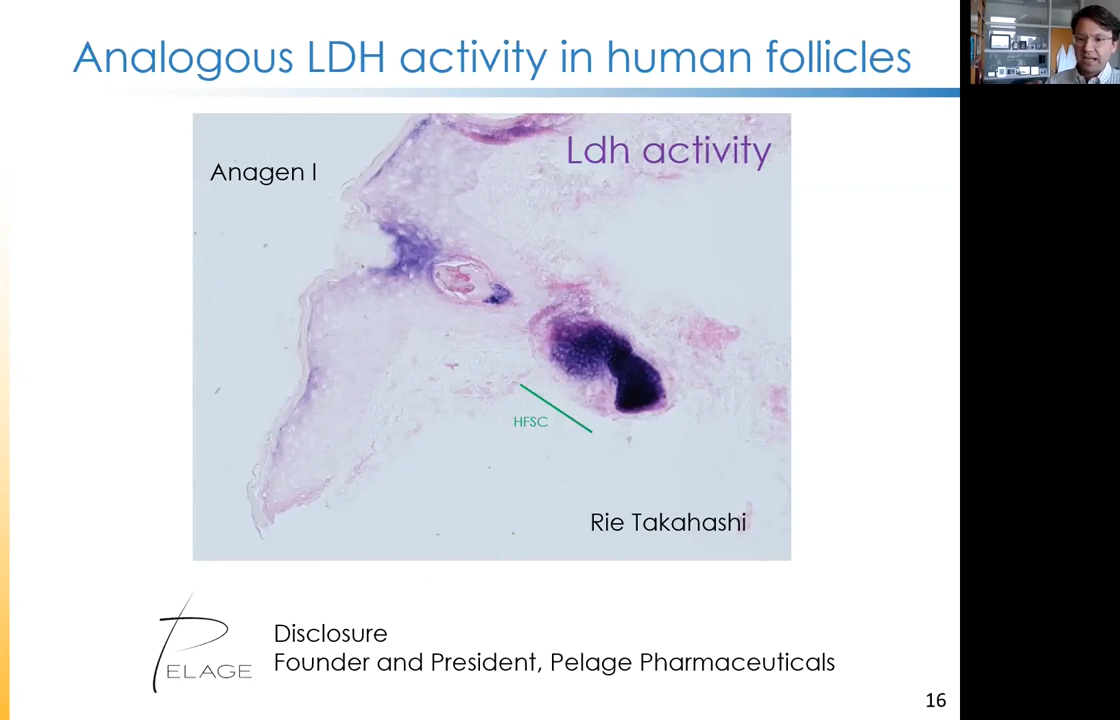 Analogous LDH activity in human follicles
Ldh activity
Anagen I
HFSC
Rie Takahashi
PELAGE
Disclosure
Founder and President, Pelage Pharmaceuticals
16